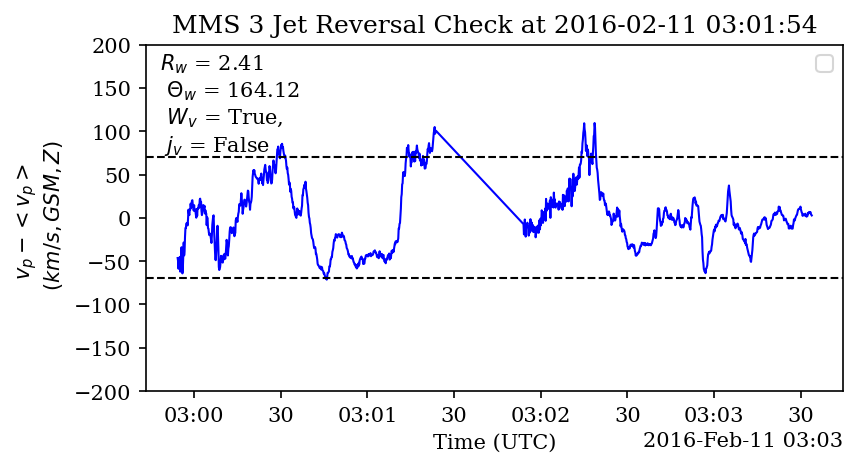 MMS 3 Jet Reversal Check at 2016-02-11 03:01:54
R_w = 2.41
Θ_w = 164.12
W_v = True,
j_v = False
v_p − < v_p >
(km/s, GSM, Z)
200
150
100
50
0
−50
−100
−150
−200
03:00 30 03:01 30 03:02 30 03:03 30
Time (UTC)
2016-Feb-11 03:03